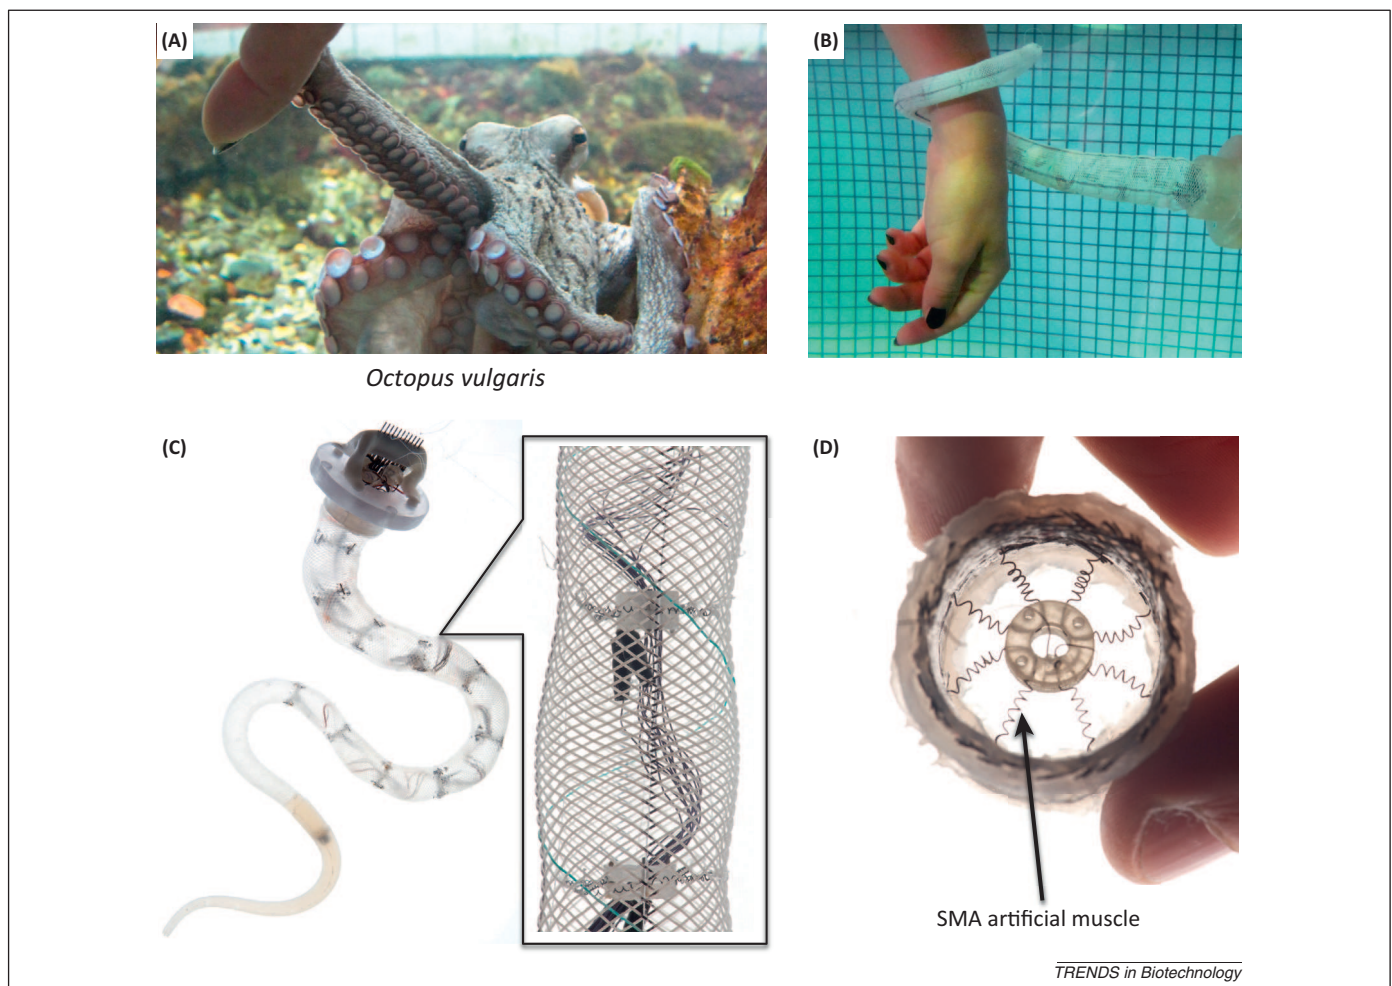 (A)
(B)
Octopus vulgaris
(C)
(D)
SMA artificial muscle
TRENDS in Biotechnology